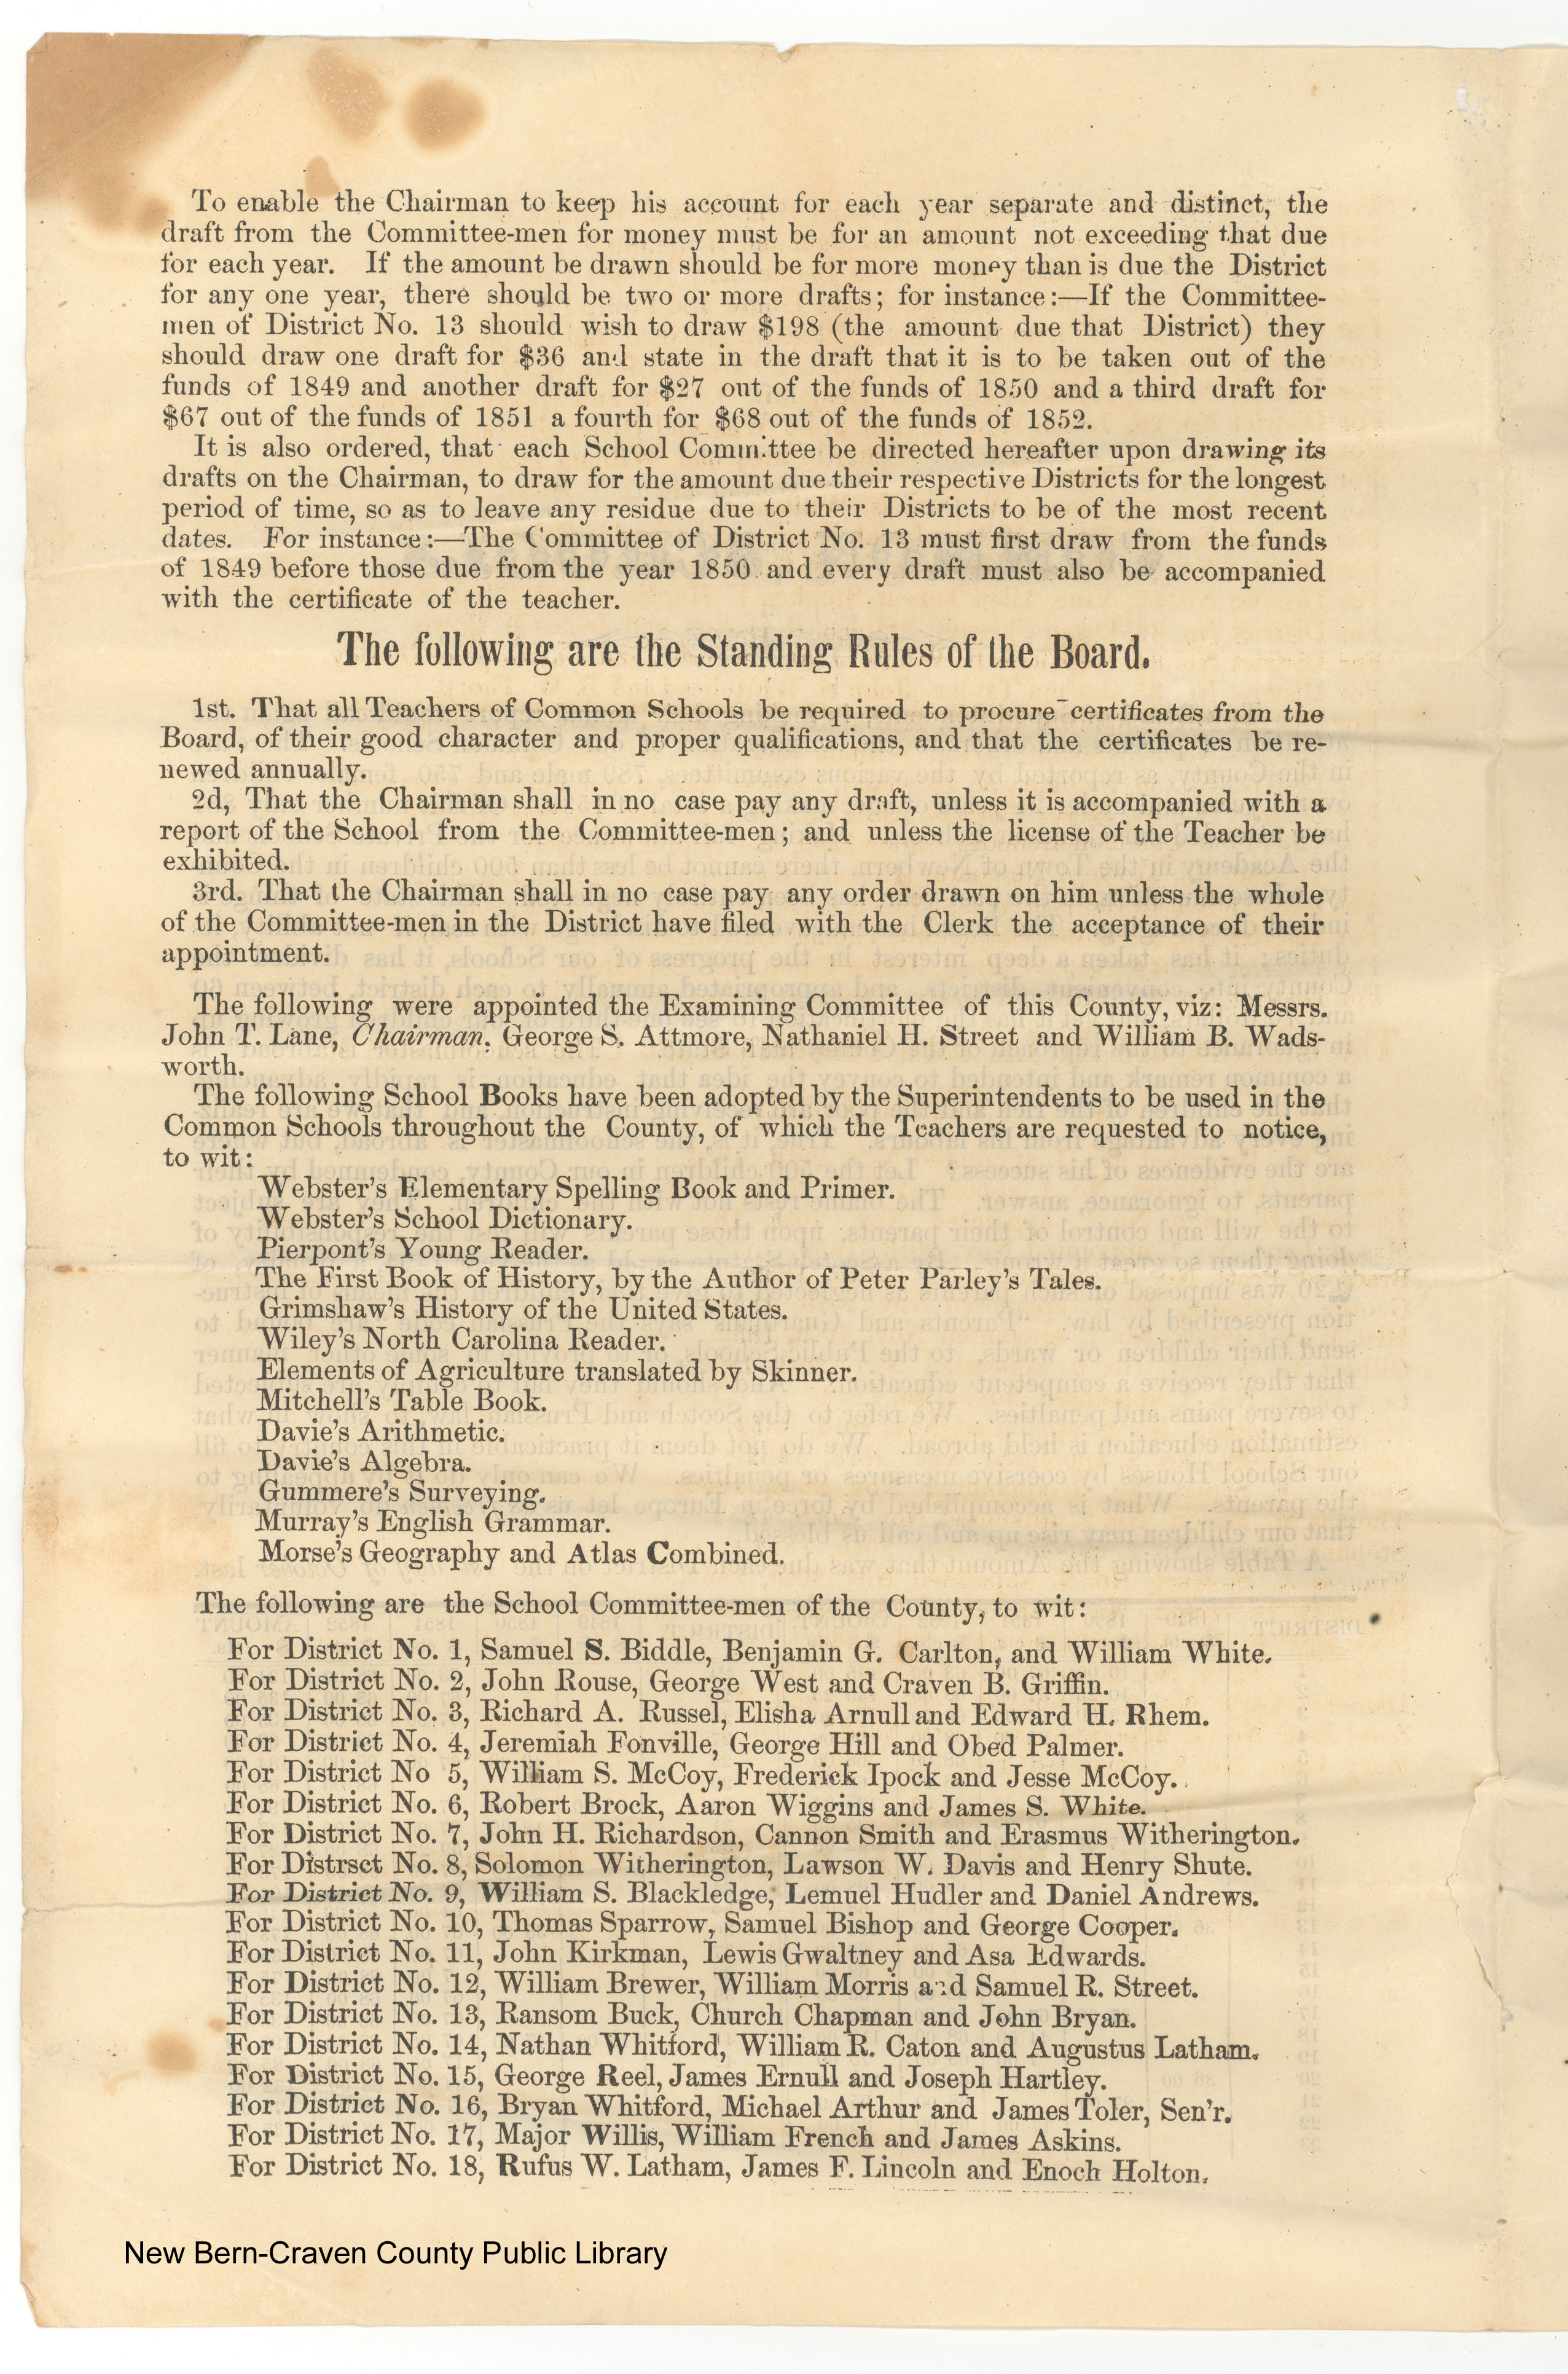 To enable the Chairman to keep his account for each year separate and distinct, the
draft from the Committee-men for money must be for an amount not exceeding that due
for each year. If the amount be drawn should be for more money than is due the District
for any one year, there should be two or more drafts; for instance:—If the Committee-
men of District No. 13 should wish to draw $198 (the amount due that District) they
should draw one draft for $36 and state in the draft that it is to be taken out of the
funds of 1849 and another draft for $27 out of the funds of 1850 and a third draft for
$67 out of the funds of 1851 a fourth for $68 out of the funds of 1852.
It is also ordered, that each School Committee be directed hereafter upon drawing its
drafts on the Chairman, to draw for the amount due their respective Districts for the longest
period of time, so as to leave any residue due to their Districts to be of the most recent
dates. For instance:—The Committee of District No. 13 must first draw from the funds
of 1849 before those due from the year 1850 and every draft must also be accompanied
with the certificate of the teacher.
The following are the Standing Rules of the Board.
1st. That all Teachers of Common Schools be required to procure certificates from the
Board, of their good character and proper qualifications, and that the certificates be re-
newed annually.
2d, That the Chairman shall in no case pay any draft, unless it is accompanied with a
report of the School from the Committee-men; and unless the license of the Teacher be
exhibited.
3rd. That the Chairman shall in no case pay any order drawn on him unless the whole
of the Committee-men in the District have filed with the Clerk the acceptance of their
appointment.
The following were appointed the Examining Committee of this County, viz: Messrs.
John T. Lane, Chairman. George S. Attmore, Nathaniel H. Street and William B. Wads-
worth.
The following School Books have been adopted by the Superintendents to be used in the
Common Schools throughout the County, of which the Teachers are requested to notice,
to wit:
Webster's Elementary Spelling Book and Primer.
Webster's School Dictionary.
Pierpont's Young Reader.
The First Book of History, by the Author of Peter Parley's Tales.
Grimshaw's History of the United States.
Wiley's North Carolina Reader.
Elements of Agriculture translated by Skinner.
Mitchell's Table Book.
Davie's Arithmetic.
Davie's Algebra.
Gummere's Surveying.
Murray's English Grammar.
Morse's Geography and Atlas Combined.
The following are the School Committee-men of the County, to wit:
For District No. 1, Samuel S. Biddle, Benjamin G. Carlton, and William White.
For District No. 2, John Rouse, George West and Craven B. Griffin.
For District No. 3, Richard A. Russel, Elisha Arnull and Edward H. Rhem.
For District No. 4, Jeremiah Fonville, George Hill and Obed Palmer.
For District No 5, William S. McCoy, Frederick Ipock and Jesse McCoy.
For District No. 6, Robert Brock, Aaron Wiggins and James S. White.
For District No. 7, John H. Richardson, Cannon Smith and Erasmus Witherington.
For Distrsct No. 8, Solomon Witherington, Lawson W. Davis and Henry Shute.
For District No. 9, William S. Blackledge, Lemuel Hudler and Daniel Andrews.
For District No. 10, Thomas Sparrow, Samuel Bishop and George Cooper.
For District No. 11, John Kirkman, Lewis Gwaltney and Asa Edwards.
For District No. 12, William Brewer, William Morris and Samuel R. Street.
For District No. 13, Ransom Buck, Church Chapman and John Bryan.
For District No. 14, Nathan Whitford, William R. Caton and Augustus Latham.
For District No. 15, George Reel, James Ernull and Joseph Hartley.
For District No. 16, Bryan Whitford, Michael Arthur and James Toler, Sen'r.
For District No. 17, Major Willis, William French and James Askins.
For District No. 18, Rufus W. Latham, James F. Lincoln and Enoch Holton.
New Bern-Craven County Public Library